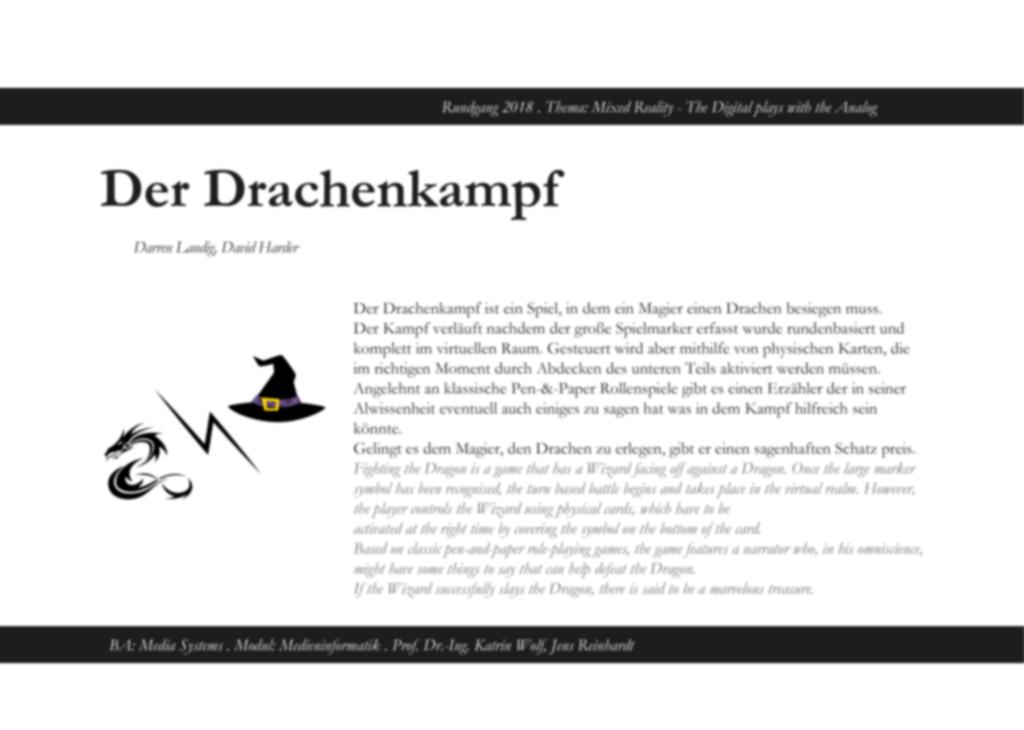 Rundgang 2018 . Thema: Mixed Reality - The Digital plays with the Analog
Der Drachenkampf
Darren Landig, David Harder
Der Drachenkampf ist ein Spiel, in dem ein Magier einen Drachen besiegen muss.
Der Kampf verläuft nachdem der große Spielmarker erfasst wurde rundenbasiert und
komplett im virtuellen Raum. Gesteuert wird aber mithilfe von physischen Karten, die
im richtigen Moment durch Abdecken des unteren Teils aktiviert werden müssen.
Angelehnt an klassische Pen-&-Paper Rollenspiele gibt es einen Erzähler der in seiner
Alwissenheit eventuell auch einiges zu sagen hat was in dem Kampf hilfreich sein
könnte.
Gelingt es dem Magier, den Drachen zu erlegen, gibt er einen sagenhaften Schatz preis.
Fighting the Dragon is a game that has a Wizard facing off against a Dragon. Once the large marker
symbol has been recognised, the turn based battle begins and takes place in the virtual realm. However,
the player controls the Wizard using physical cards, which have to be
activated at the right time by covering the symbol on the bottom of the card.
Based on classic pen-and-paper role-playing games, the game features a narrator who, in his omniscience,
might have some things to say that can help defeat the Dragon.
If the Wizard successfully slays the Dragon, there is said to be a marvelous treasure.
BA: Media Systems . Modul: Medieninformatik . Prof. Dr.-Ing. Katrin Wolf, Jens Reinhardt